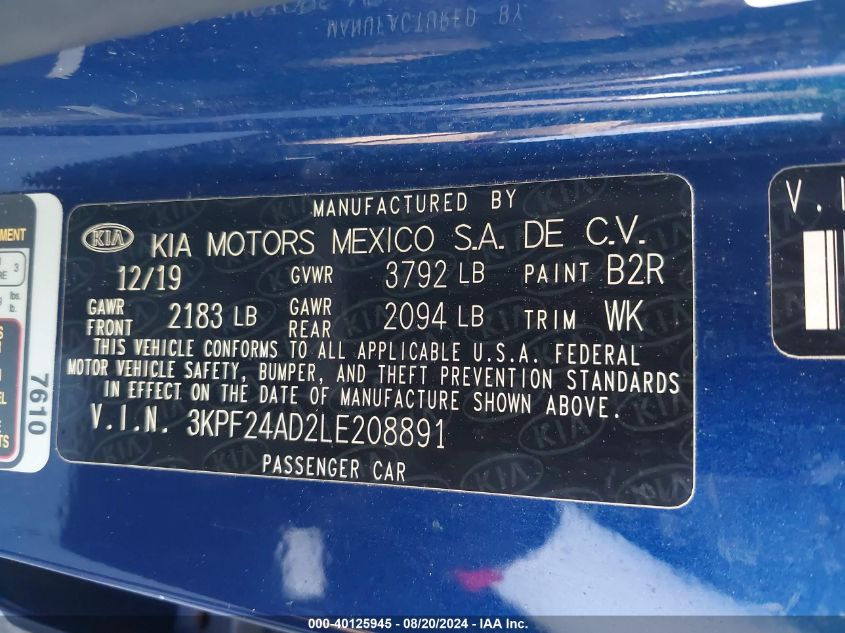 MANUFACTURED BY
MANUFACTURED BY
KIA KIA MOTORS MEXICO S.A. DE C.V.
12/19 GVWR 3792 LB PAINT B2R
GAWR FRONT 2183 LB GAWR REAR 2094 LB TRIM WK
THIS VEHICLE CONFORMS TO ALL APPLICABLE U.S.A. FEDERAL
MOTOR VEHICLE SAFETY, BUMPER, AND THEFT PREVENTION STANDARDS
IN EFFECT ON THE DATE OF MANUFACTURE SHOWN ABOVE.
V.I.N. 3KPF24AD2LE208891
PASSENGER CAR
7610
V.I
000-40125945 - 08/20/2024 - IAA Inc.